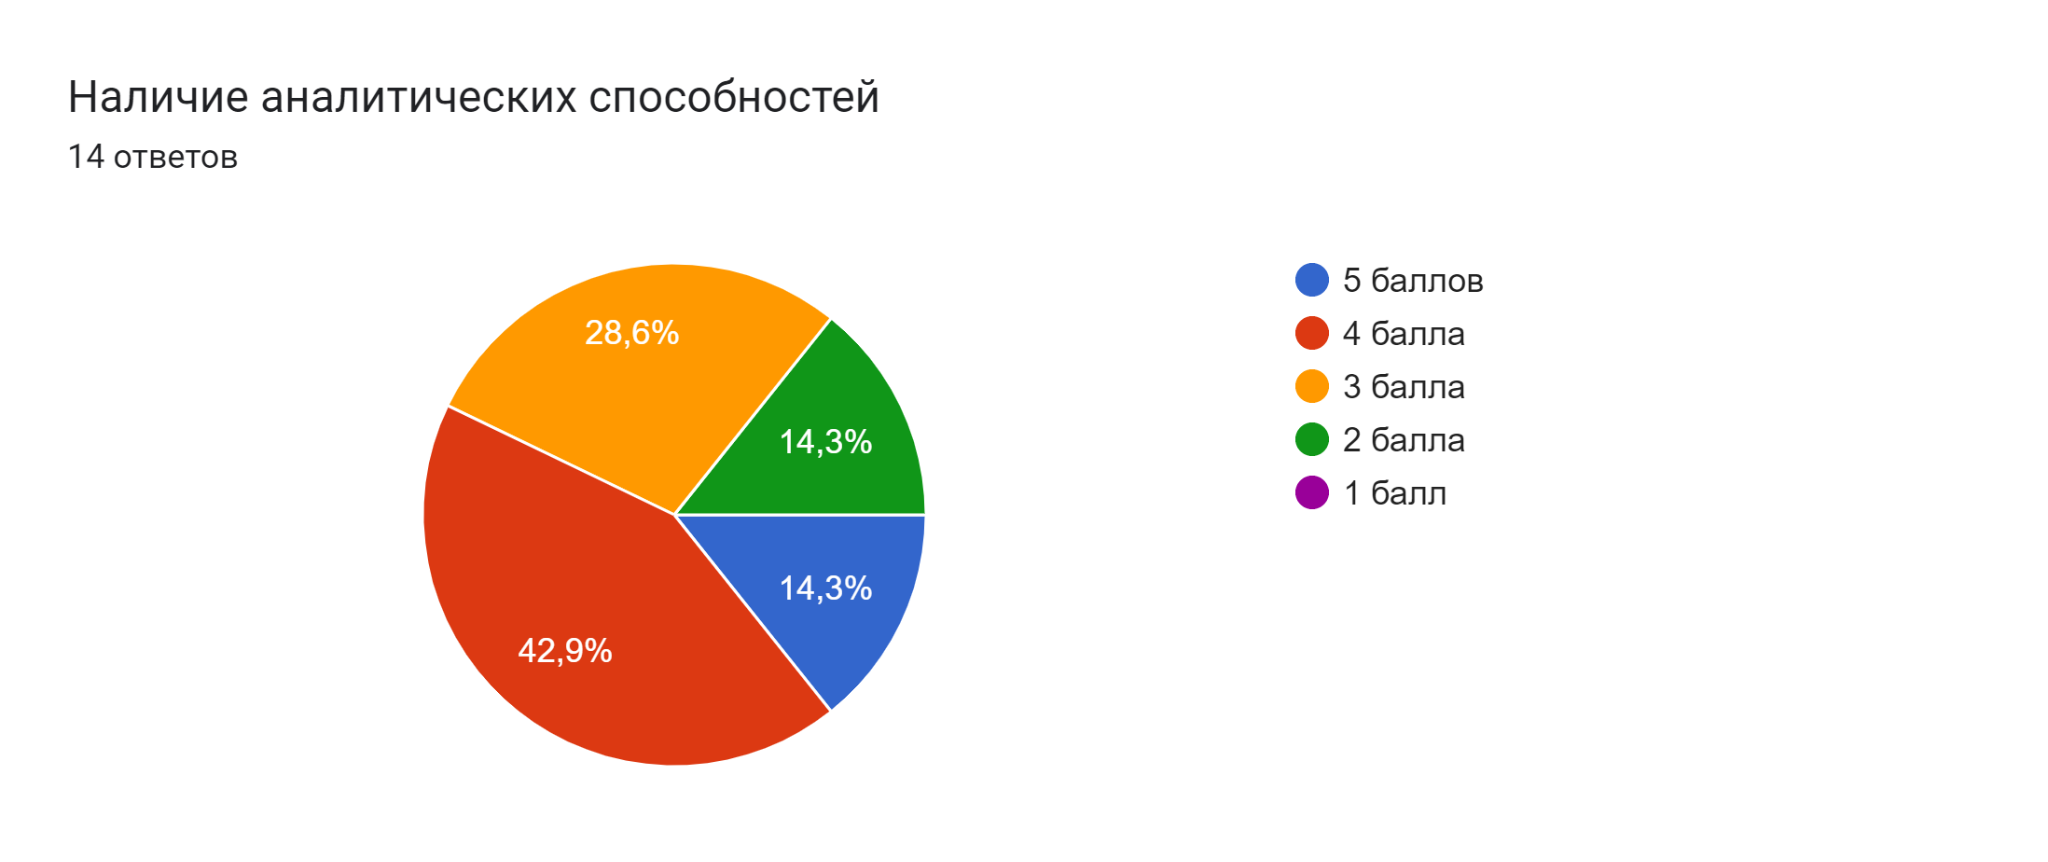 Наличие аналитических способностей
14 ответов
28,6%
14,3%
14,3%
42,9%
5 баллов
4 балла
3 балла
2 балла
1 балл